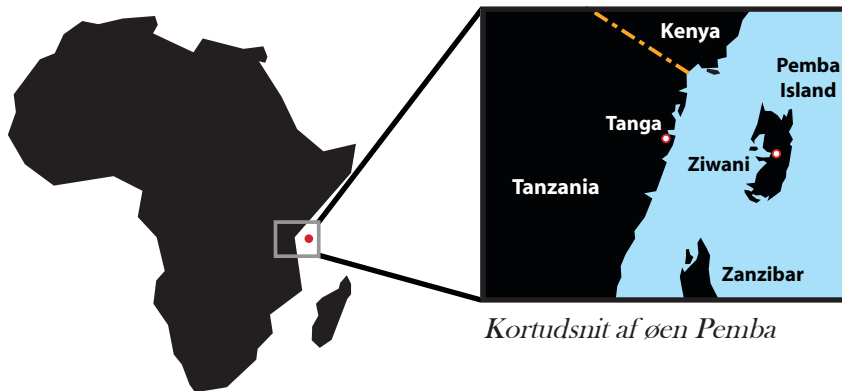 Kenya
Pemba
Island
Tanga
Ziwani
Tanzania
Zanzibar
Kortudsnit af øen Pemba